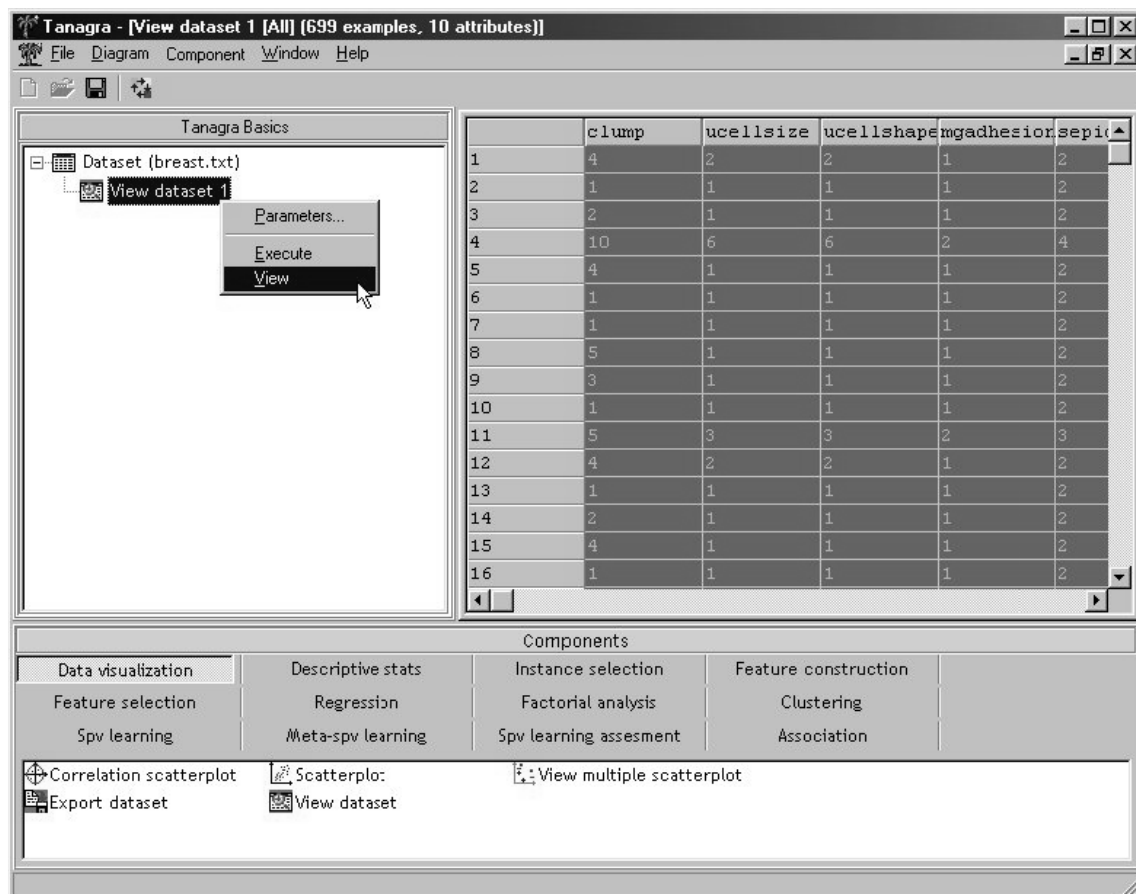 Tanagra - [View dataset 1 [All] (699 examples, 10 attributes)]
File Diagram Component Window Help
Tanagra Basics
Dataset (breast.txt)
View dataset 1
Parameters...
Execute
View
clump ucellsize ucellshape mgadhesion sepic
1 4 2 2 1 2
2 1 1 1 1 2
3 2 1 1 1 2
4 10 6 6 2 4
5 4 1 1 1 2
6 1 1 1 1 2
7 1 1 1 1 2
8 5 1 1 1 2
9 3 1 1 1 2
10 1 1 1 1 2
11 5 3 3 2 3
12 4 2 2 1 2
13 1 1 1 1 2
14 2 1 1 1 2
15 4 1 1 1 2
16 1 1 1 1 2
Components
Data visualization Descriptive stats Instance selection Feature construction
Feature selection Regression Factorial analysis Clustering
Spv learning Meta-spv learning Spv learning assesment Association
Correlation scatterplot Scatterplot View multiple scatterplot
Export dataset View dataset